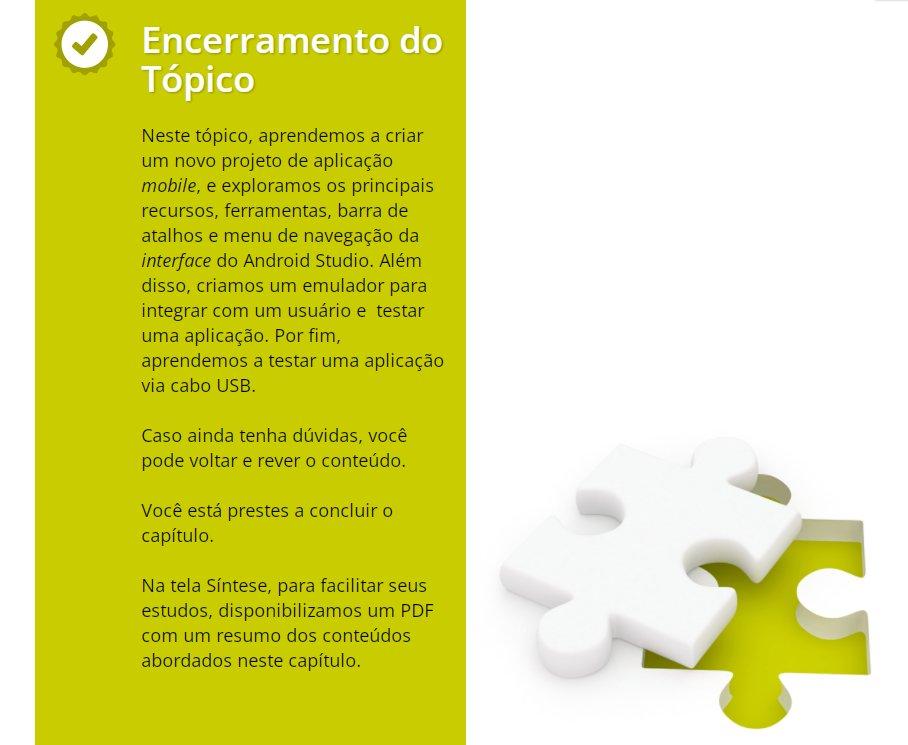 Encerramento do
Tópico
Neste tópico, aprendemos a criar
um novo projeto de aplicação
mobile, e exploramos os principais
recursos, ferramentas, barra de
atalhos e menu de navegação da
interface do Android Studio. Além
disso, criamos um emulador para
integrar com um usuário e  testar
uma aplicação. Por fim,
aprendemos a testar uma aplicação
via cabo USB.
Caso ainda tenha dúvidas, você
pode voltar e rever o conteúdo.
Você está prestes a concluir o
capítulo.
Na tela Síntese, para facilitar seus
estudos, disponibilizamos um PDF
com um resumo dos conteúdos
abordados neste capítulo.